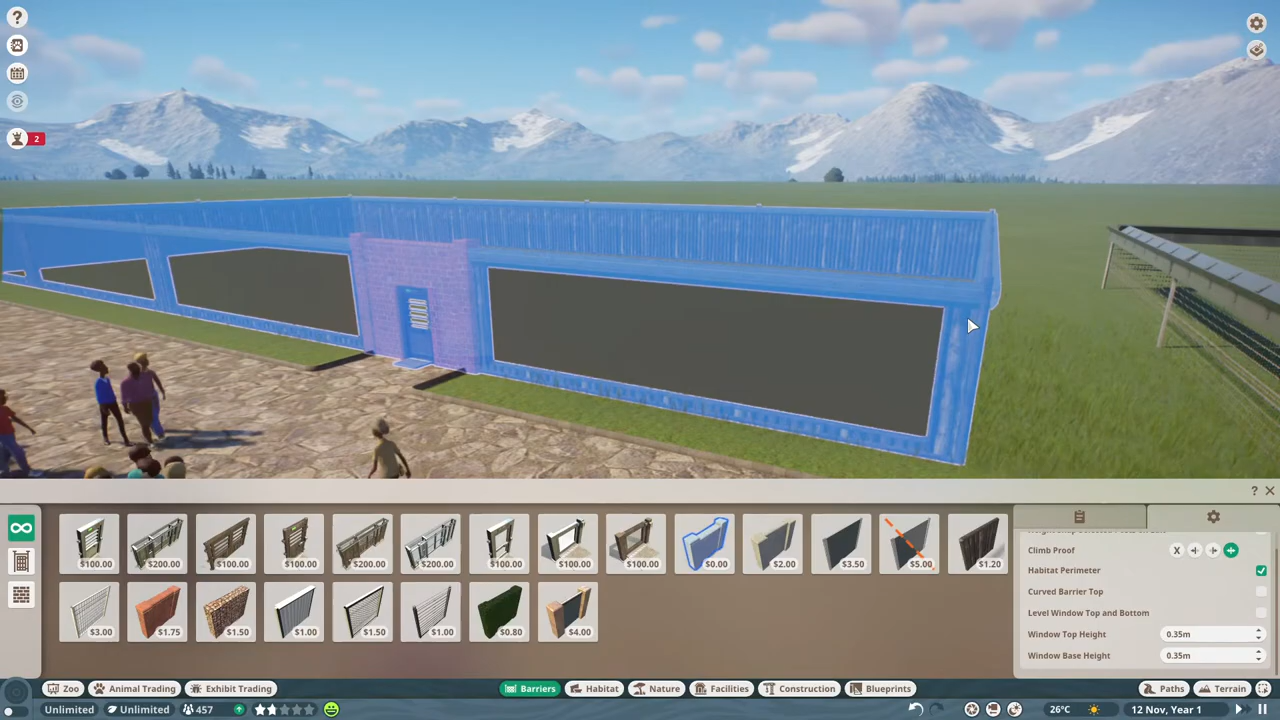 ?
2
? ×
$100.00 $200.00 $100.00 $100.00 $200.00 $200.00 $100.00 $100.00 $100.00 $0.00 $2.00 $3.50 $5.00 $1.20
$3.00 $1.75 $1.50 $1.00 $1.50 $1.00 $0.80 $4.00
Climb Proof X
Habitat Perimeter
Curved Barrier Top
Level Window Top and Bottom
Window Top Height 0.35m
Window Base Height 0.35m
Zoo Animal Trading Exhibit Trading Barriers Habitat Nature Facilities Construction Blueprints Paths Terrain
Unlimited Unlimited 457 26°C 12 Nov, Year 1